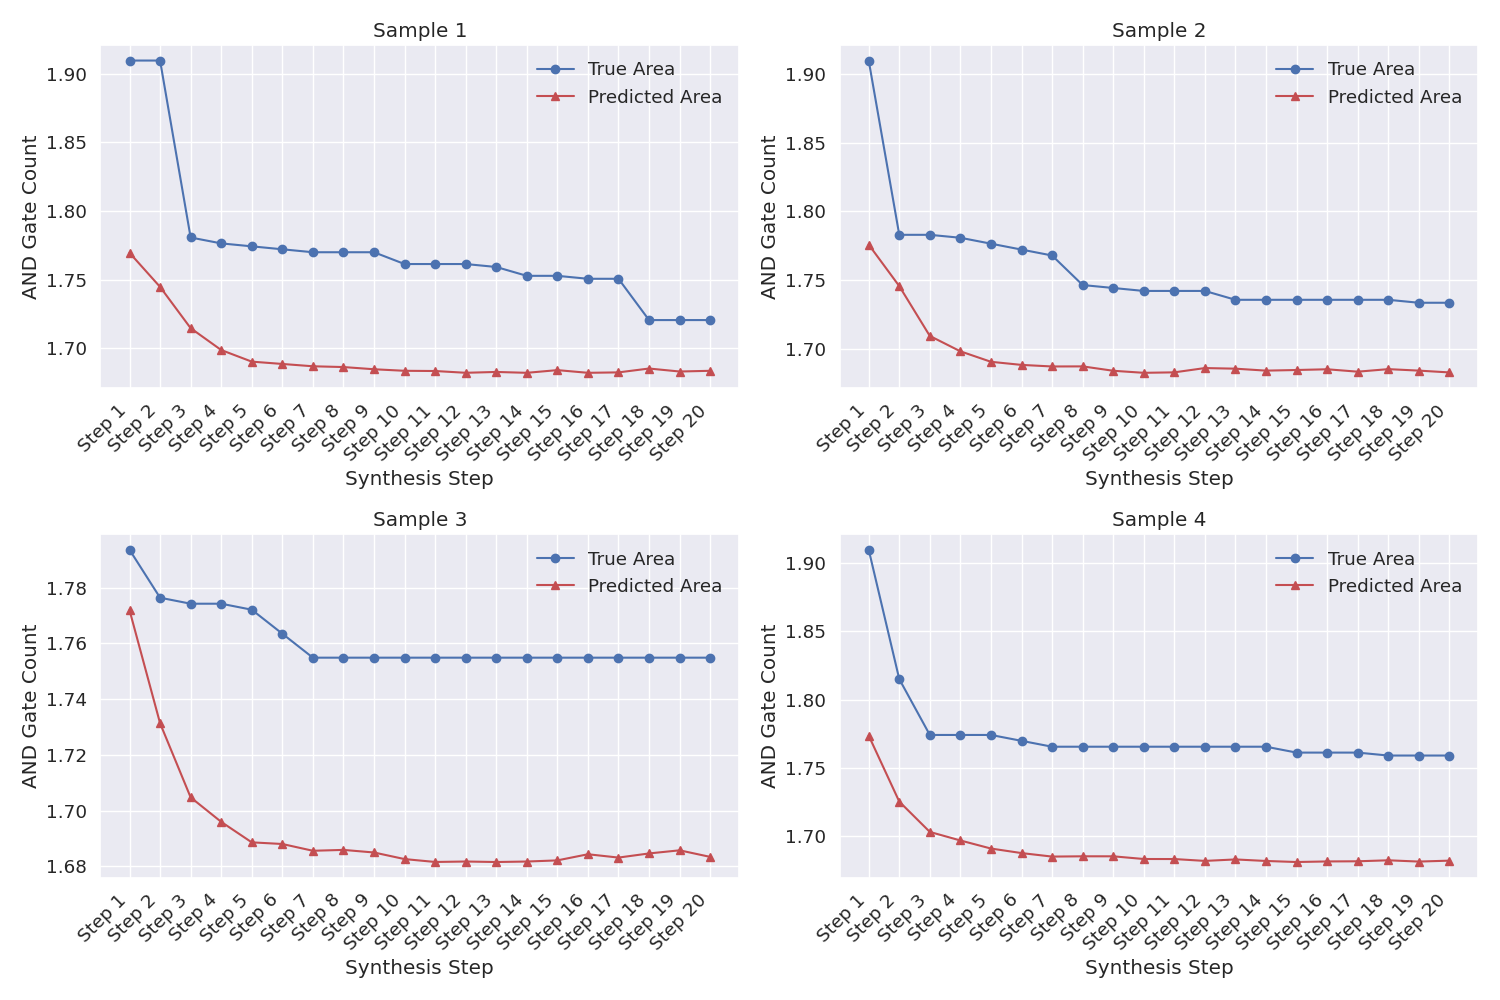 Sample 1
True Area
Predicted Area
AND Gate Count
1.90
1.85
1.80
1.75
1.70
Step 1
Step 2
Step 3
Step 4
Step 5
Step 6
Step 7
Step 8
Step 9
Step 10
Step 11
Step 12
Step 13
Step 14
Step 15
Step 16
Step 17
Step 18
Step 19
Step 20
Synthesis Step
Sample 2
True Area
Predicted Area
AND Gate Count
1.90
1.85
1.80
1.75
1.70
Step 1
Step 2
Step 3
Step 4
Step 5
Step 6
Step 7
Step 8
Step 9
Step 10
Step 11
Step 12
Step 13
Step 14
Step 15
Step 16
Step 17
Step 18
Step 19
Step 20
Synthesis Step
Sample 3
True Area
Predicted Area
AND Gate Count
1.78
1.76
1.74
1.72
1.70
1.68
Step 1
Step 2
Step 3
Step 4
Step 5
Step 6
Step 7
Step 8
Step 9
Step 10
Step 11
Step 12
Step 13
Step 14
Step 15
Step 16
Step 17
Step 18
Step 19
Step 20
Synthesis Step
Sample 4
True Area
Predicted Area
AND Gate Count
1.90
1.85
1.80
1.75
1.70
Step 1
Step 2
Step 3
Step 4
Step 5
Step 6
Step 7
Step 8
Step 9
Step 10
Step 11
Step 12
Step 13
Step 14
Step 15
Step 16
Step 17
Step 18
Step 19
Step 20
Synthesis Step